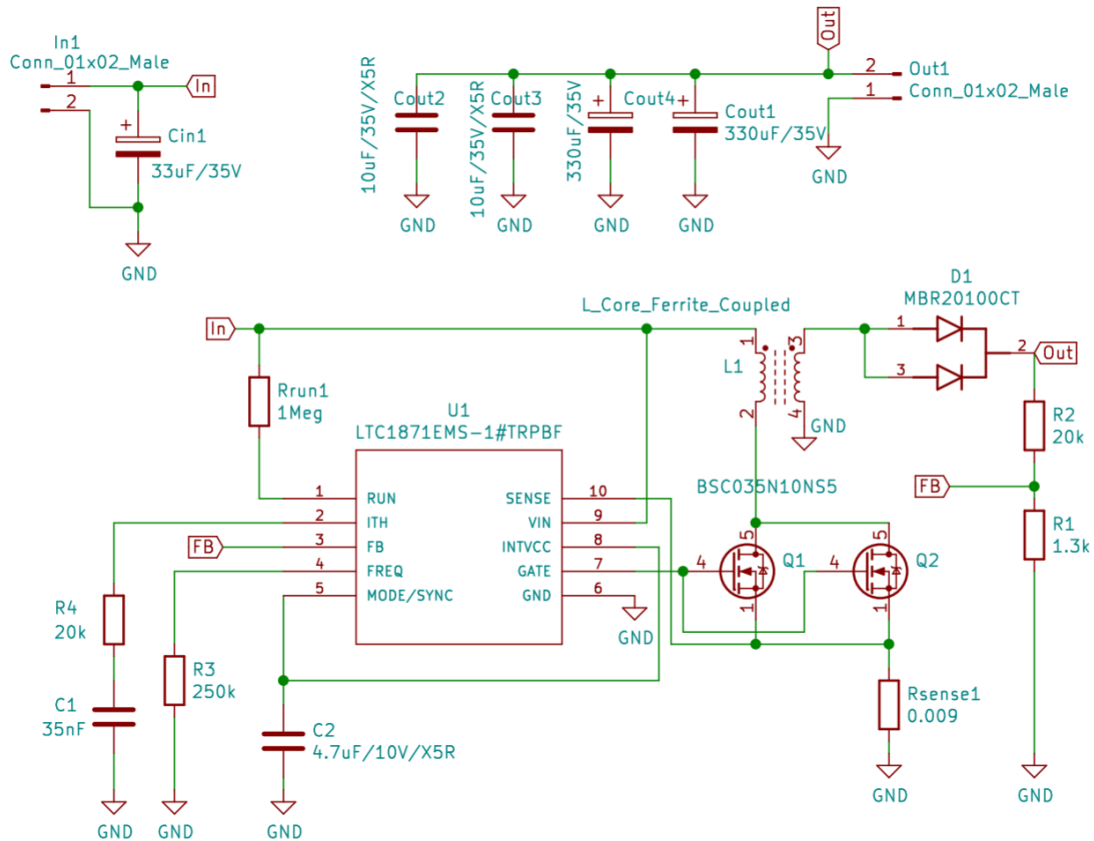 In1
Conn_01x02_Male
1
In
2
+
Cin1
33uF/35V
GND
Out
10uF/35V/X5R
Cout2
10uF/35V/X5R
Cout3
330uF/35V
+
Cout4
+
Cout1
330uF/35V
GND
GND
GND
GND
2
Out1
1
Conn_01x02_Male
GND
In
Rrun1
1Meg
L_Core_Ferrite_Coupled
1
L1
2
3
4
GND
D1
MBR20100CT
1
3
2
Out
R2
20k
FB
R1
1.3k
GND
U1
LTC1871EMS-1#TRPBF
1 RUN
2 ITH
FB 3 FB
4 FREQ
5 MODE/SYNC
SENSE 10
VIN 9
INTVCC 8
GATE 7
GND 6
GND
BSC035N10NS5
5
4
Q1
1
5
4
Q2
1
Rsense1
0.009
GND
R4
20k
C1
35nF
GND
R3
250k
GND
C2
4.7uF/10V/X5R
GND